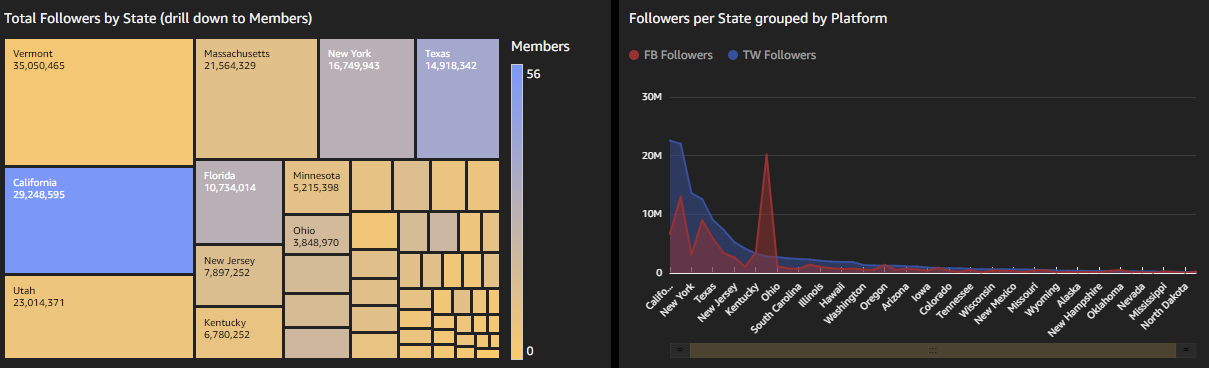 Total Followers by State (drill down to Members)
Vermont
35,050,465
California
29,248,595
Utah
23,014,371
Massachusetts
21,564,329
New York
16,749,943
Texas
14,918,342
Florida
10,734,014
New Jersey
7,897,252
Kentucky
6,780,252
Minnesota
5,215,398
Ohio
3,848,970
Members
56
0
Followers per State grouped by Platform
FB Followers
TW Followers
30M
20M
10M
0
Califo...
New York
Texas
New Jersey
Kentucky
Ohio
South Carolina
Illinois
Hawaii
Washington
Oregon
Arizona
Iowa
Colorado
Tennessee
Wisconsin
New Mexico
Missouri
Wyoming
Alaska
New Hampshire
Oklahoma
Nevada
Mississippi
North Dakota